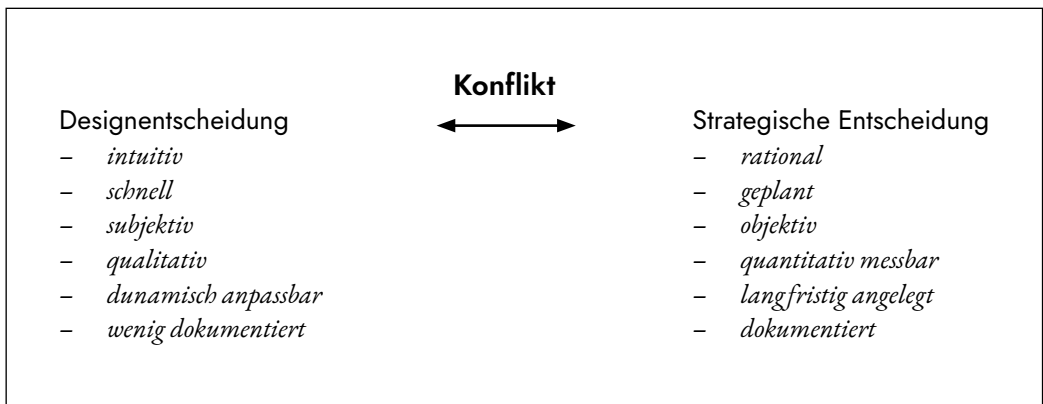 Konflikt
Designentscheidung
– intuitiv
– schnell
– subjektiv
– qualitativ
– dunamisch anpassbar
– wenig dokumentiert
Strategische Entscheidung
– rational
– geplant
– objektiv
– quantitativ messbar
– langfristig angelegt
– dokumentiert